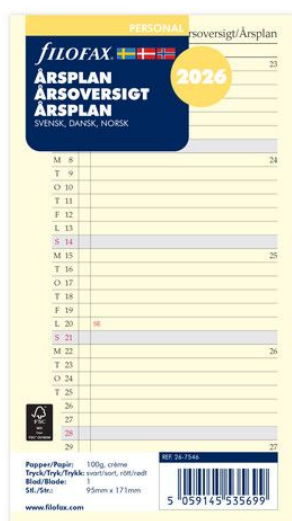 PERSONAL
rsoversigt/Årsplan
fILOFAX
ÅRSPLAN
ÅRSOVERSIGT
ÅRSPLAN
SVENSK, DANSK, NORSK
2026
23
M 8 24
T 9
O 10
T 11
F 12
L 13
S 14
M 15 25
T 16
O 17
T 18
F 19
L 20 SE
S 21
M 22 26
T 23
O 24
T 25
26
27
28
29 27
FSC
Papper/Papir: 100g, crème
Tryck/Tryk/Trykk: svart/sort, rött/rødt
Blad/Blade: 1
Stl./Str.: 95mm x 171mm
www.filofax.com
REF. 26-7546
5 059145 535699